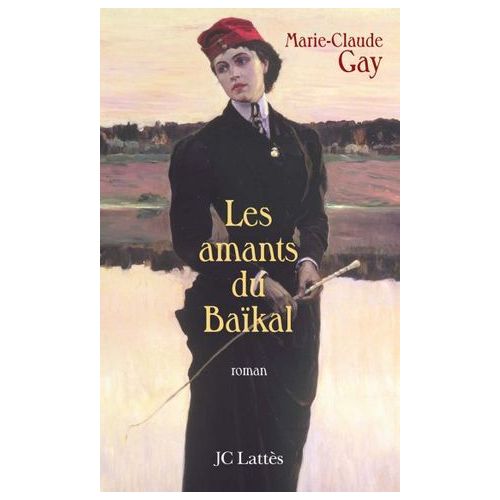 Marie-Claude
Gay
Les
amants
du
Baïkal
roman
JC Lattès